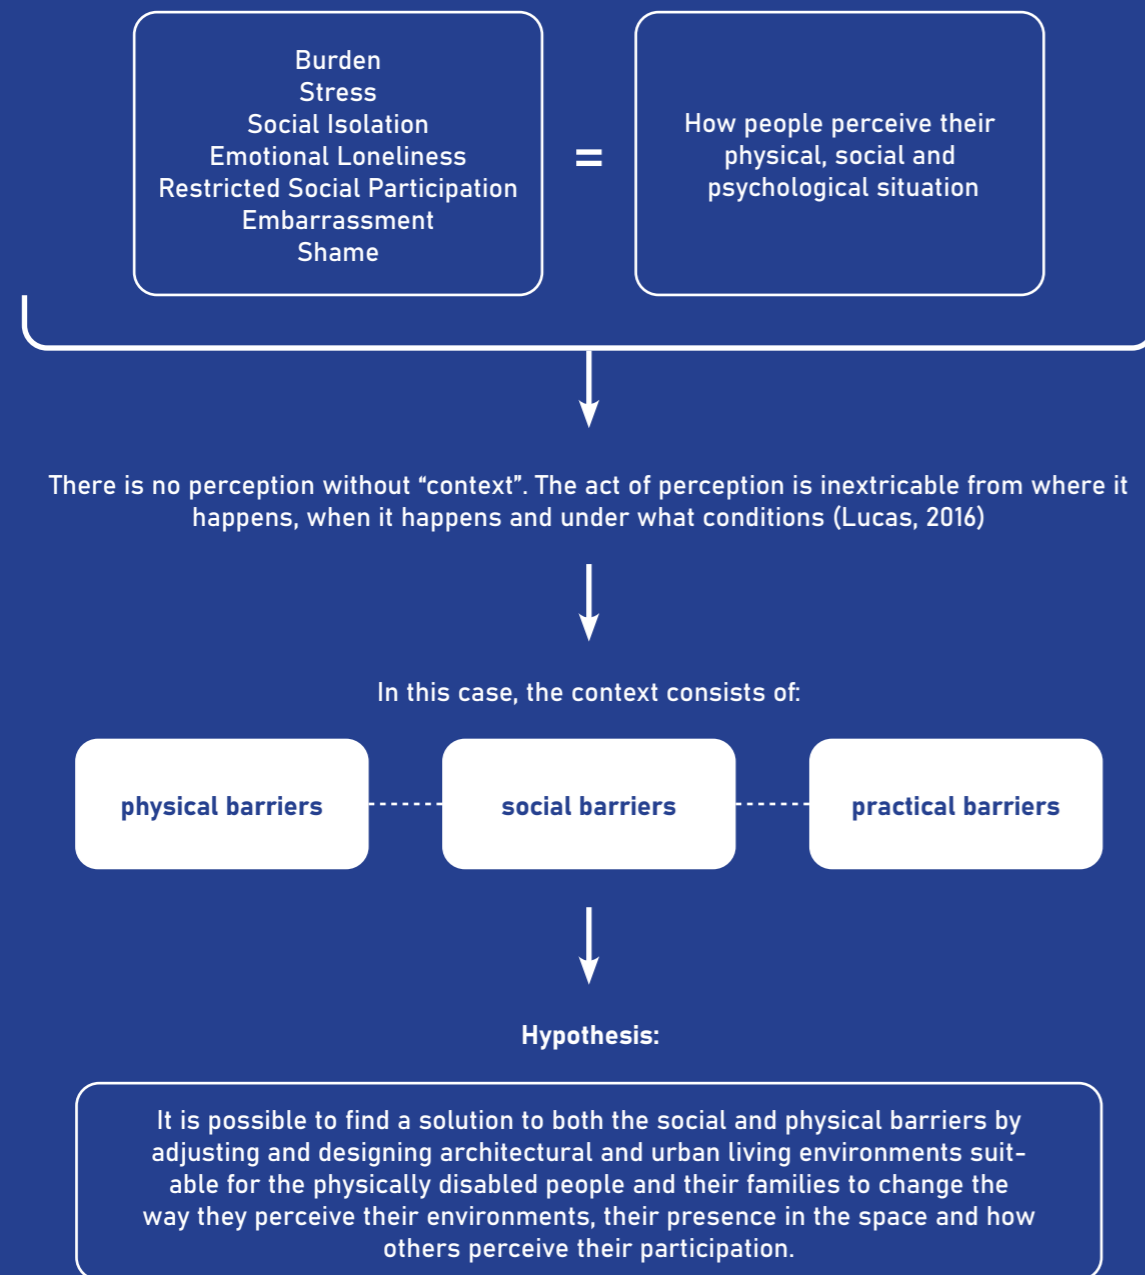 Burden
Stress
Social Isolation
Emotional Loneliness
Restricted Social Participation
Embarrassment
Shame
=
How people perceive their
physical, social and
psychological situation
There is no perception without “context”. The act of perception is inextricable from where it
happens, when it happens and under what conditions (Lucas, 2016)
In this case, the context consists of:
physical barriers
social barriers
practical barriers
Hypothesis:
It is possible to find a solution to both the social and physical barriers by
adjusting and designing architectural and urban living environments suit-
able for the physically disabled people and their families to change the
way they perceive their environments, their presence in the space and how
others perceive their participation.